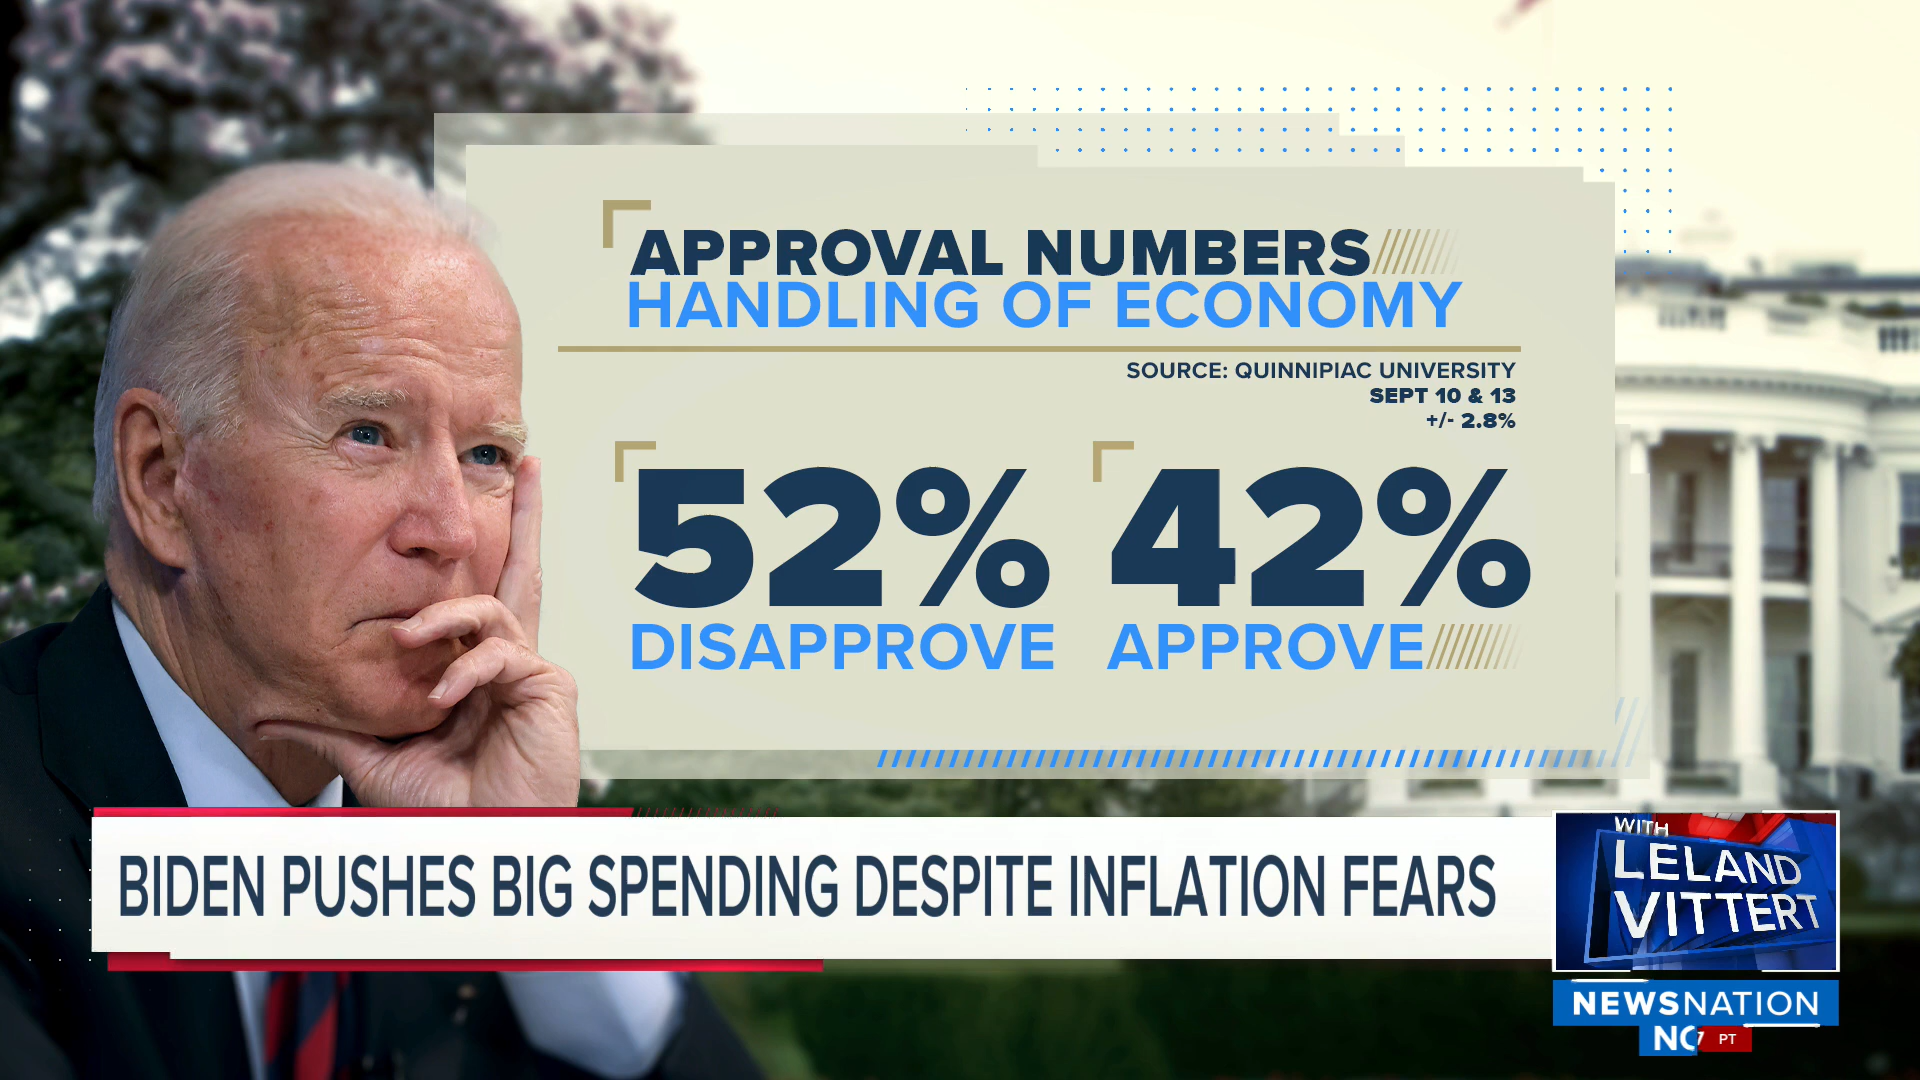 APPROVAL NUMBERS
HANDLING OF ECONOMY
SOURCE: QUINNIPIAC UNIVERSITY
SEPT 10 & 13
+/- 2.8%
52% 42%
DISAPPROVE APPROVE
BIDEN PUSHES BIG SPENDING DESPITE INFLATION FEARS
WITH
LELAND
VITTERT
NEWSNATION
PT